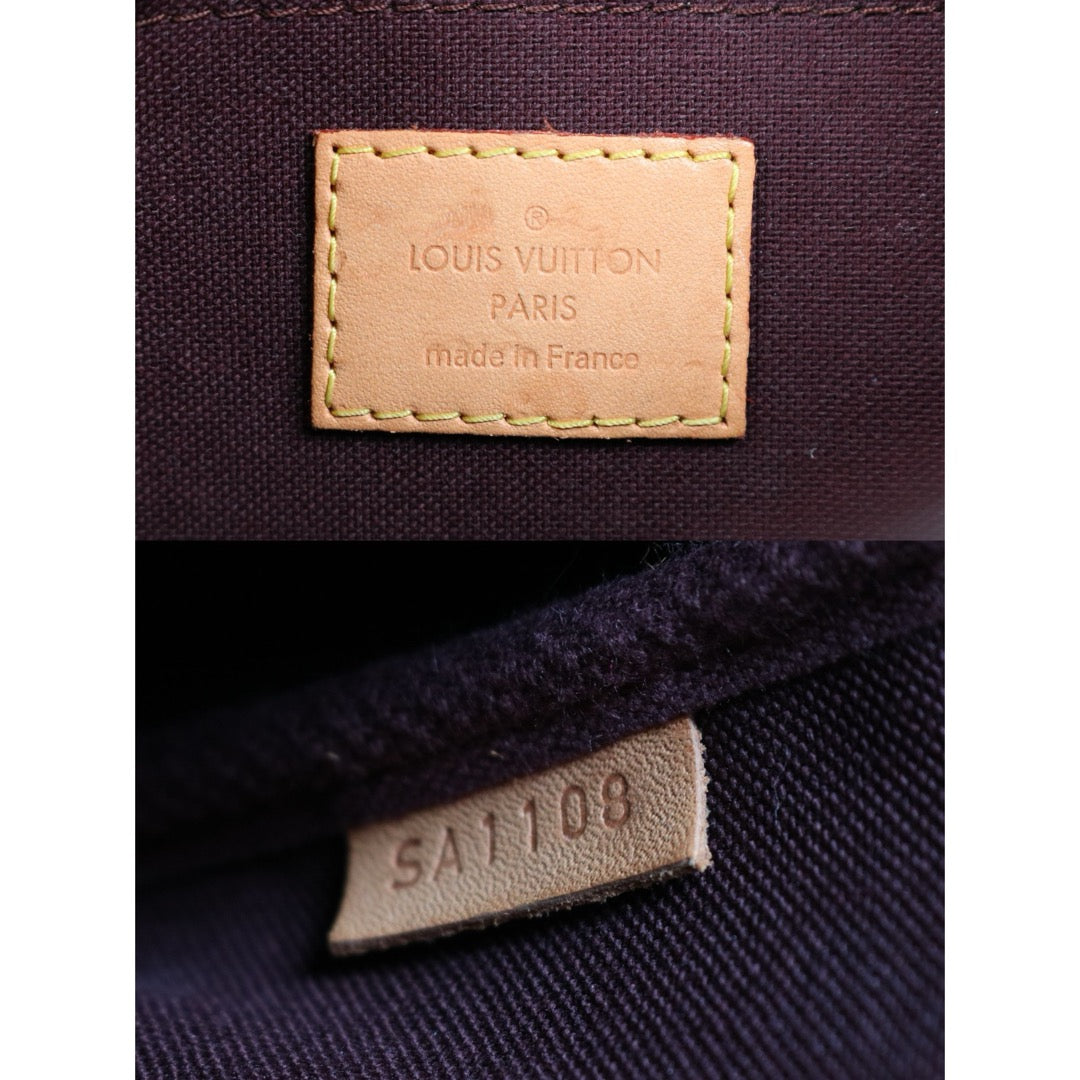 ®
LOUIS VUITTON
PARIS
made in France
SA1108